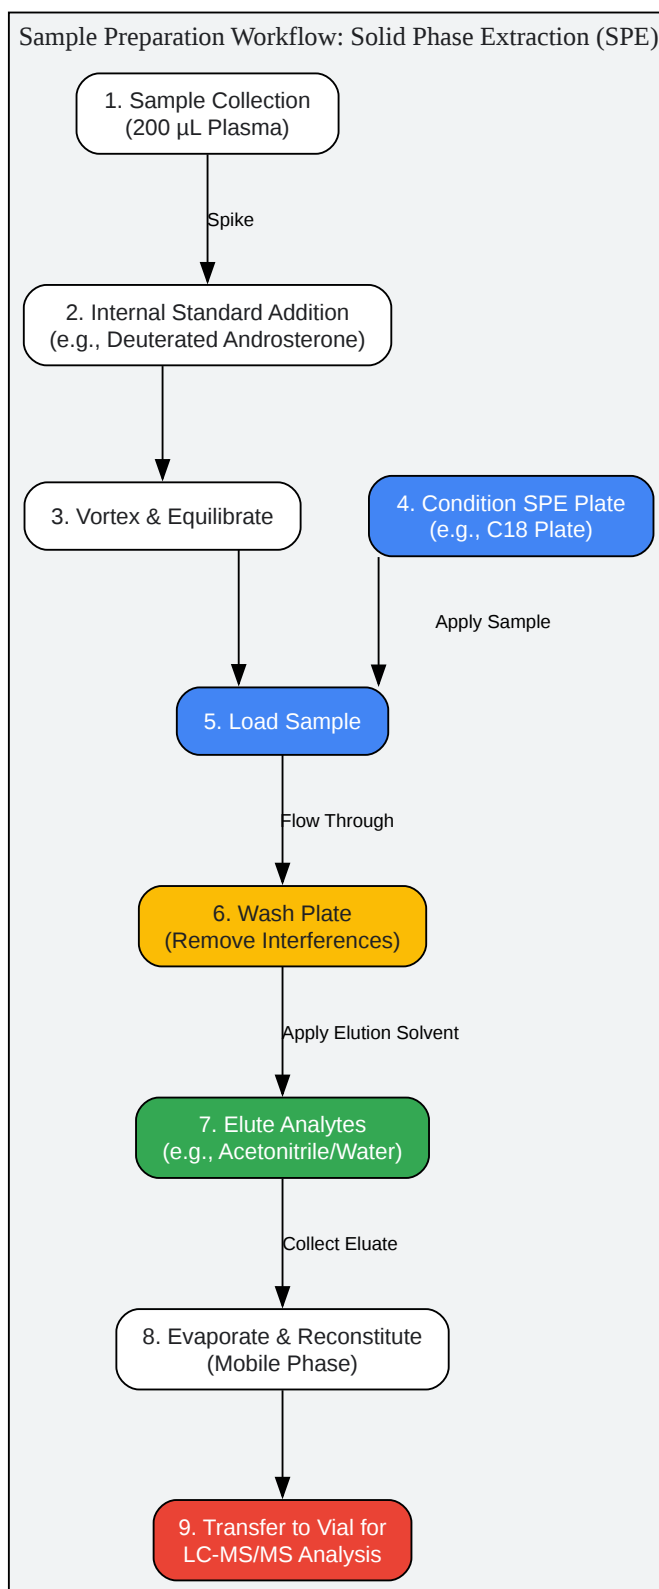 Sample Preparation Workflow: Solid Phase Extraction (SPE)
1. Sample Collection
(200 µL Plasma)
Spike
2. Internal Standard Addition
(e.g., Deuterated Androsterone)
3. Vortex & Equilibrate
4. Condition SPE Plate
(e.g., C18 Plate)
Apply Sample
5. Load Sample
Flow Through
6. Wash Plate
(Remove Interferences)
Apply Elution Solvent
7. Elute Analytes
(e.g., Acetonitrile/Water)
Collect Eluate
8. Evaporate & Reconstitute
(Mobile Phase)
9. Transfer to Vial for
LC-MS/MS Analysis